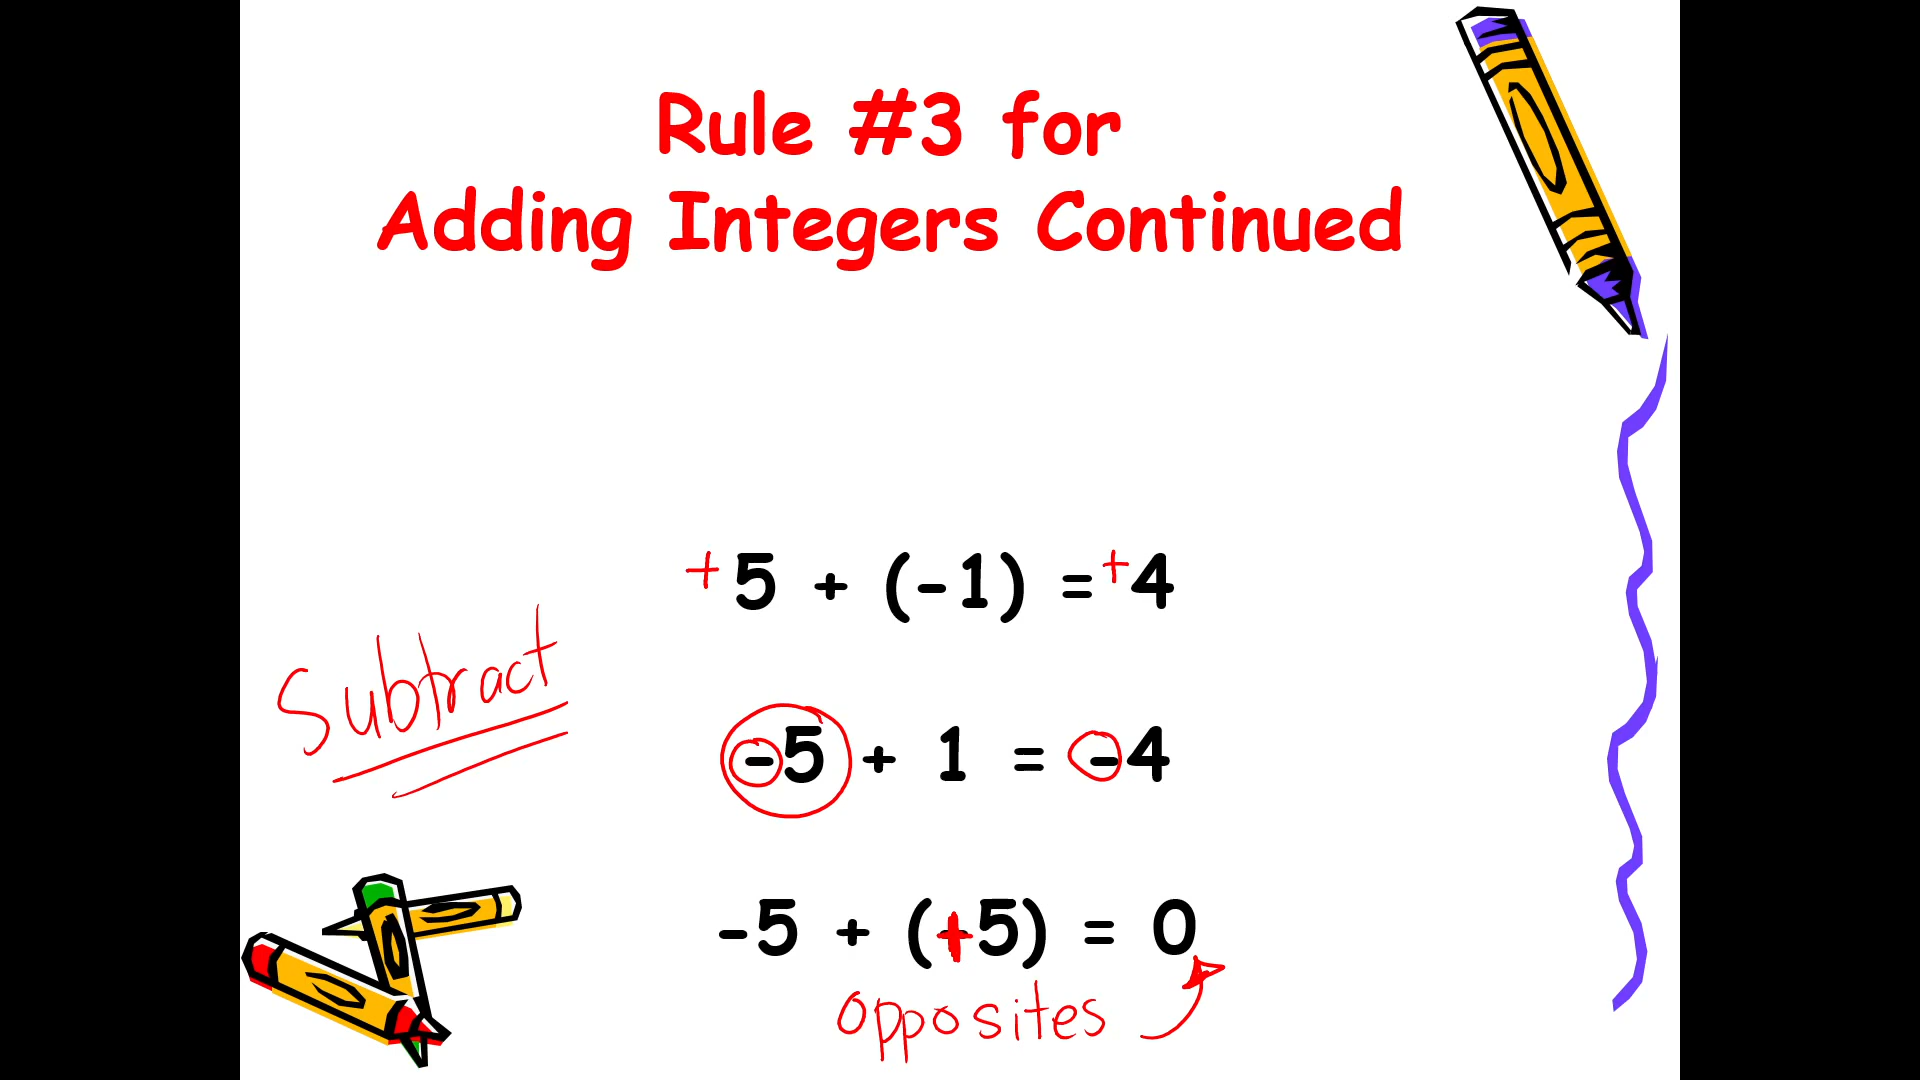 Rule #3 for
Adding Integers Continued
+5 + (-1) = +4
Subtract
-5 + 1 = -4
-5 + (+5) = 0
opposites